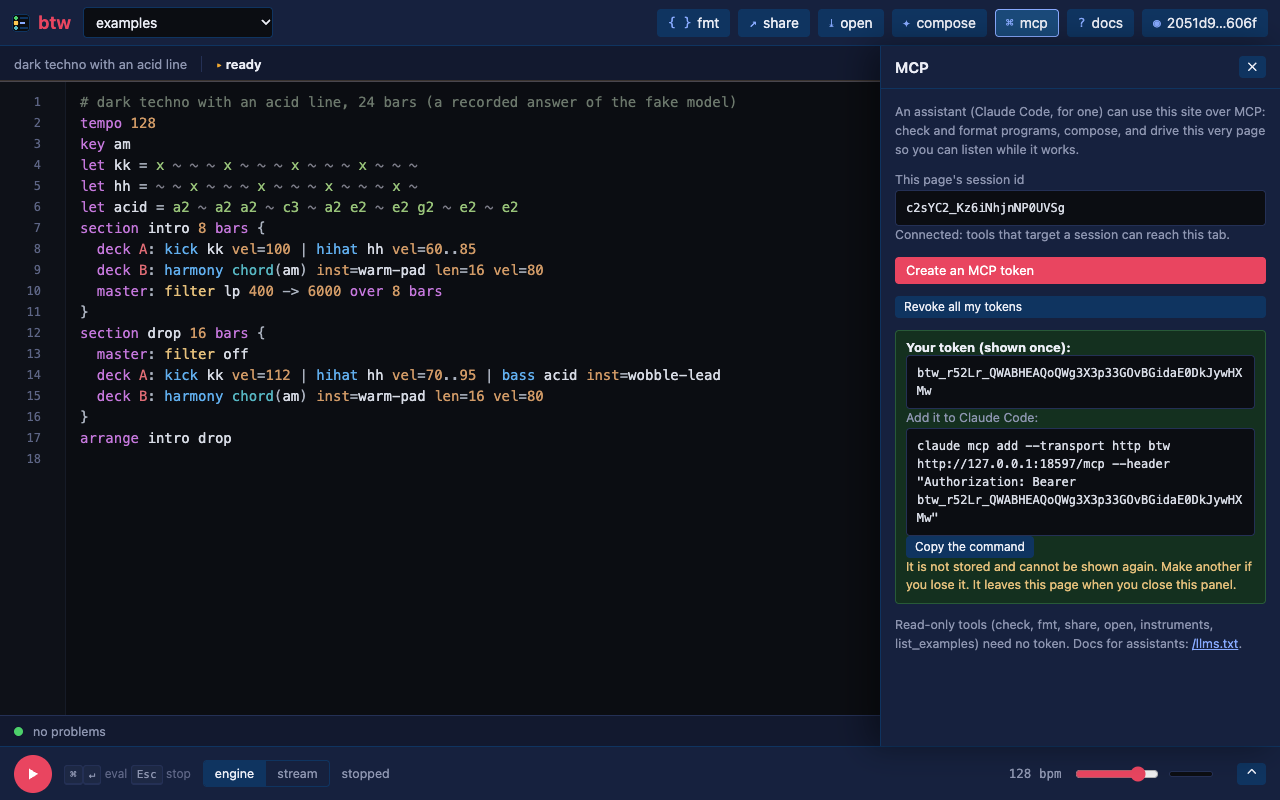 btw
examples
{ } fmt
↗ share
↓ open
✦ compose
⌘ mcp
? docs
2051d9…606f
dark techno with an acid line
▸ ready
1 # dark techno with an acid line, 24 bars (a recorded answer of the fake model)
2 tempo 128
3 key am
4 let kk = x ~ ~ ~ x ~ ~ ~ x ~ ~ ~ x ~ ~ ~
5 let hh = ~ ~ x ~ ~ ~ x ~ ~ ~ x ~ ~ ~ x ~
6 let acid = a2 ~ a2 a2 ~ c3 ~ a2 e2 ~ e2 g2 ~ e2 ~ e2
7 section intro 8 bars {
8 deck A: kick kk vel=100 | hihat hh vel=60..85
9 deck B: harmony chord(am) inst=warm-pad len=16 vel=80
10 master: filter lp 400 -> 6000 over 8 bars
11 }
12 section drop 16 bars {
13 master: filter off
14 deck A: kick kk vel=112 | hihat hh vel=70..95 | bass acid inst=wobble-lead
15 deck B: harmony chord(am) inst=warm-pad len=16 vel=80
16 }
17 arrange intro drop
18
MCP
✕
An assistant (Claude Code, for one) can use this site over MCP:
check and format programs, compose, and drive this very page
so you can listen while it works.
This page's session id
c2sYC2_Kz6iNhjnNP0UVSg
Connected: tools that target a session can reach this tab.
Create an MCP token
Revoke all my tokens
Your token (shown once):
btw_r52Lr_QWABHEAQoQWg3X3p33GOvBGidaE0DkJywHX
Mw
Add it to Claude Code:
claude mcp add --transport http btw
http://127.0.0.1:18597/mcp --header
"Authorization: Bearer
btw_r52Lr_QWABHEAQoQWg3X3p33GOvBGidaE0DkJywHX
Mw"
Copy the command
It is not stored and cannot be shown again. Make another if
you lose it. It leaves this page when you close this panel.
Read-only tools (check, fmt, share, open, instruments,
list_examples) need no token. Docs for assistants: /llms.txt.
no problems
⌘ ↵ eval Esc stop
engine
stream
stopped
128 bpm